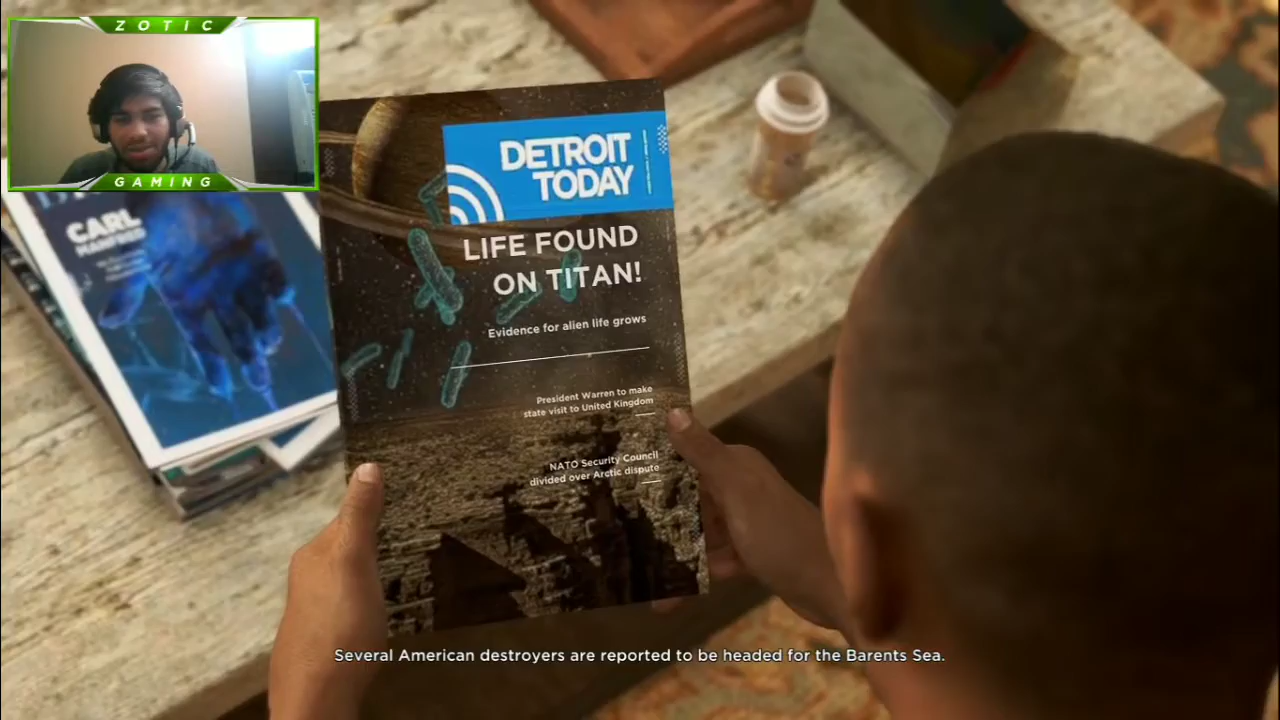 ZOTIC
GAMING
CARL
MANFRED
DETROIT
TODAY
LIFE FOUND
ON TITAN!
Evidence for alien life grows
President Warren to make
state visit to United Kingdom
NATO Security Council
divided over Arctic dispute
Several American destroyers are reported to be headed for the Barents Sea.